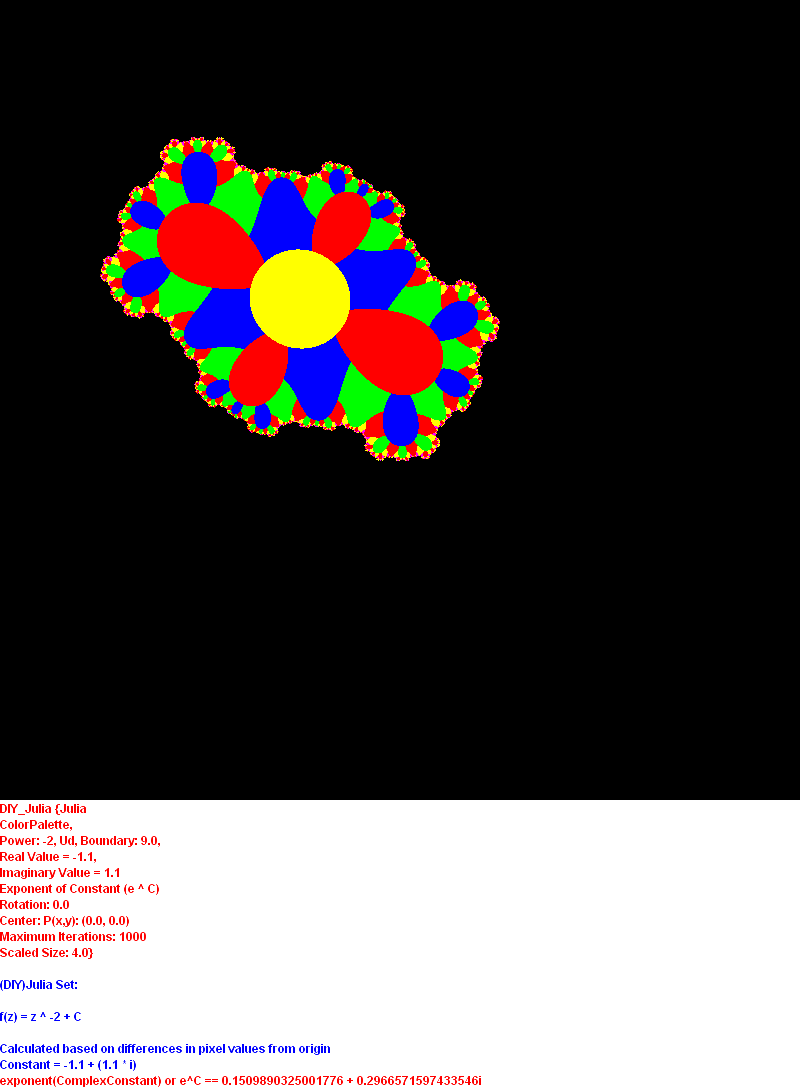 DIY_Julia {Julia
ColorPalette,
Power: -2, Ud, Boundary: 9.0,
Real Value = -1.1,
Imaginary Value = 1.1
Exponent of Constant (e ^ C)
Rotation: 0.0
Center: P(x,y): (0.0, 0.0)
Maximum Iterations: 1000
Scaled Size: 4.0}
(DIY)Julia Set:
f(z) = z ^ -2 + C
Calculated based on differences in pixel values from origin
Constant = -1.1 + (1.1 * i)
exponent(ComplexConstant) or e^C == 0.1509890325001776 + 0.2966571597433546i